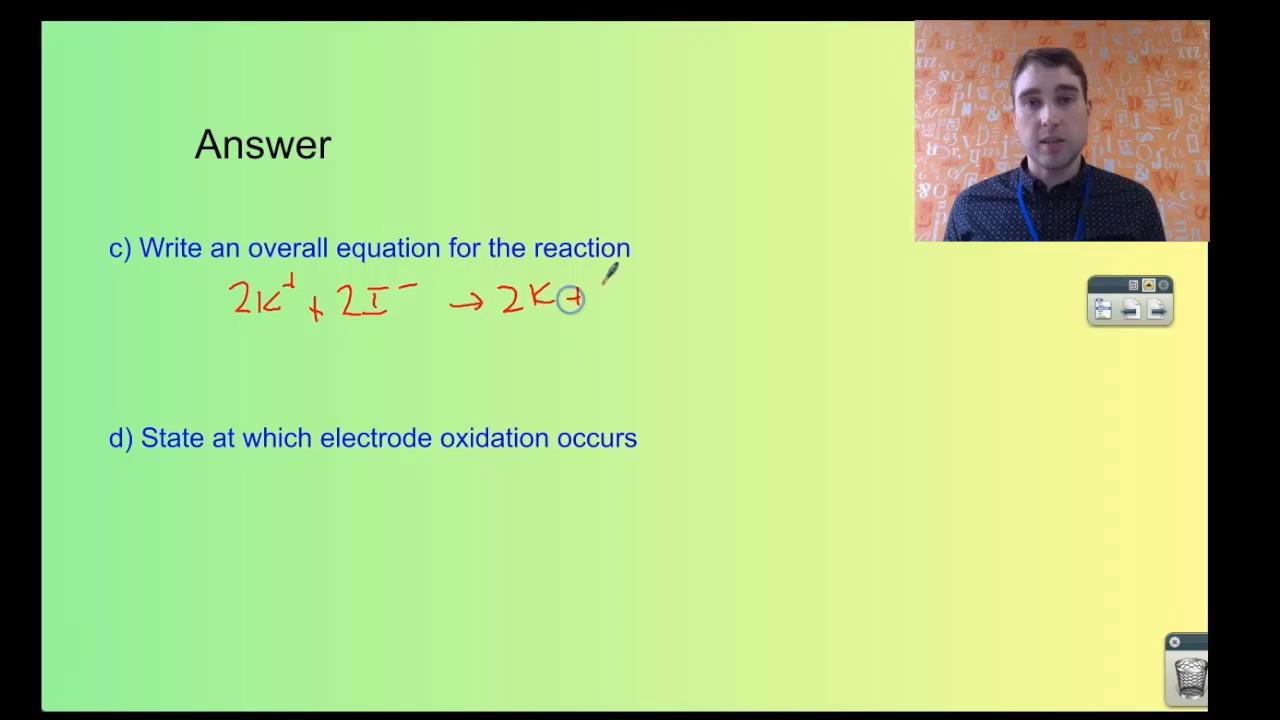 Answer
c) Write an overall equation for the reaction
2K⁺ + 2I⁻ → 2K +
d) State at which electrode oxidation occurs